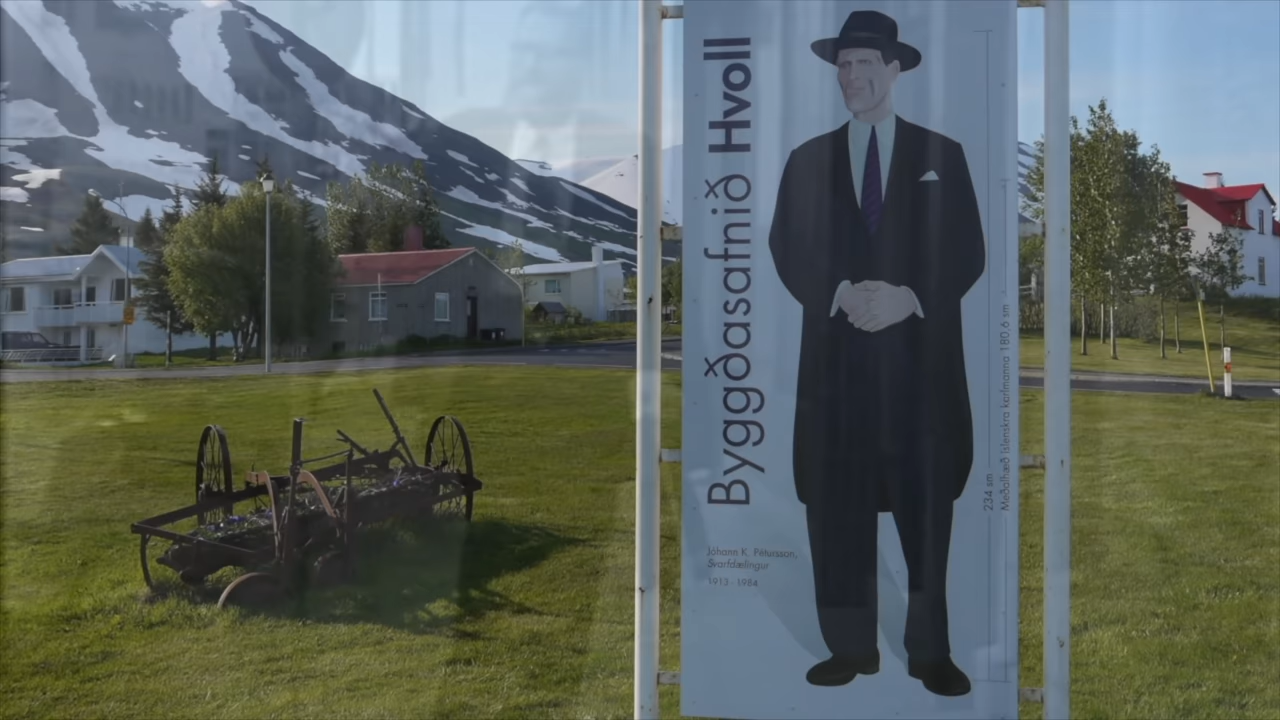 Byggðasafnið Hvoll
Jóhann K. Pétursson,
Svarfdælingur
1913 - 1984
234 sm
Meðalhæð íslenskra karlmanna 180,6 sm